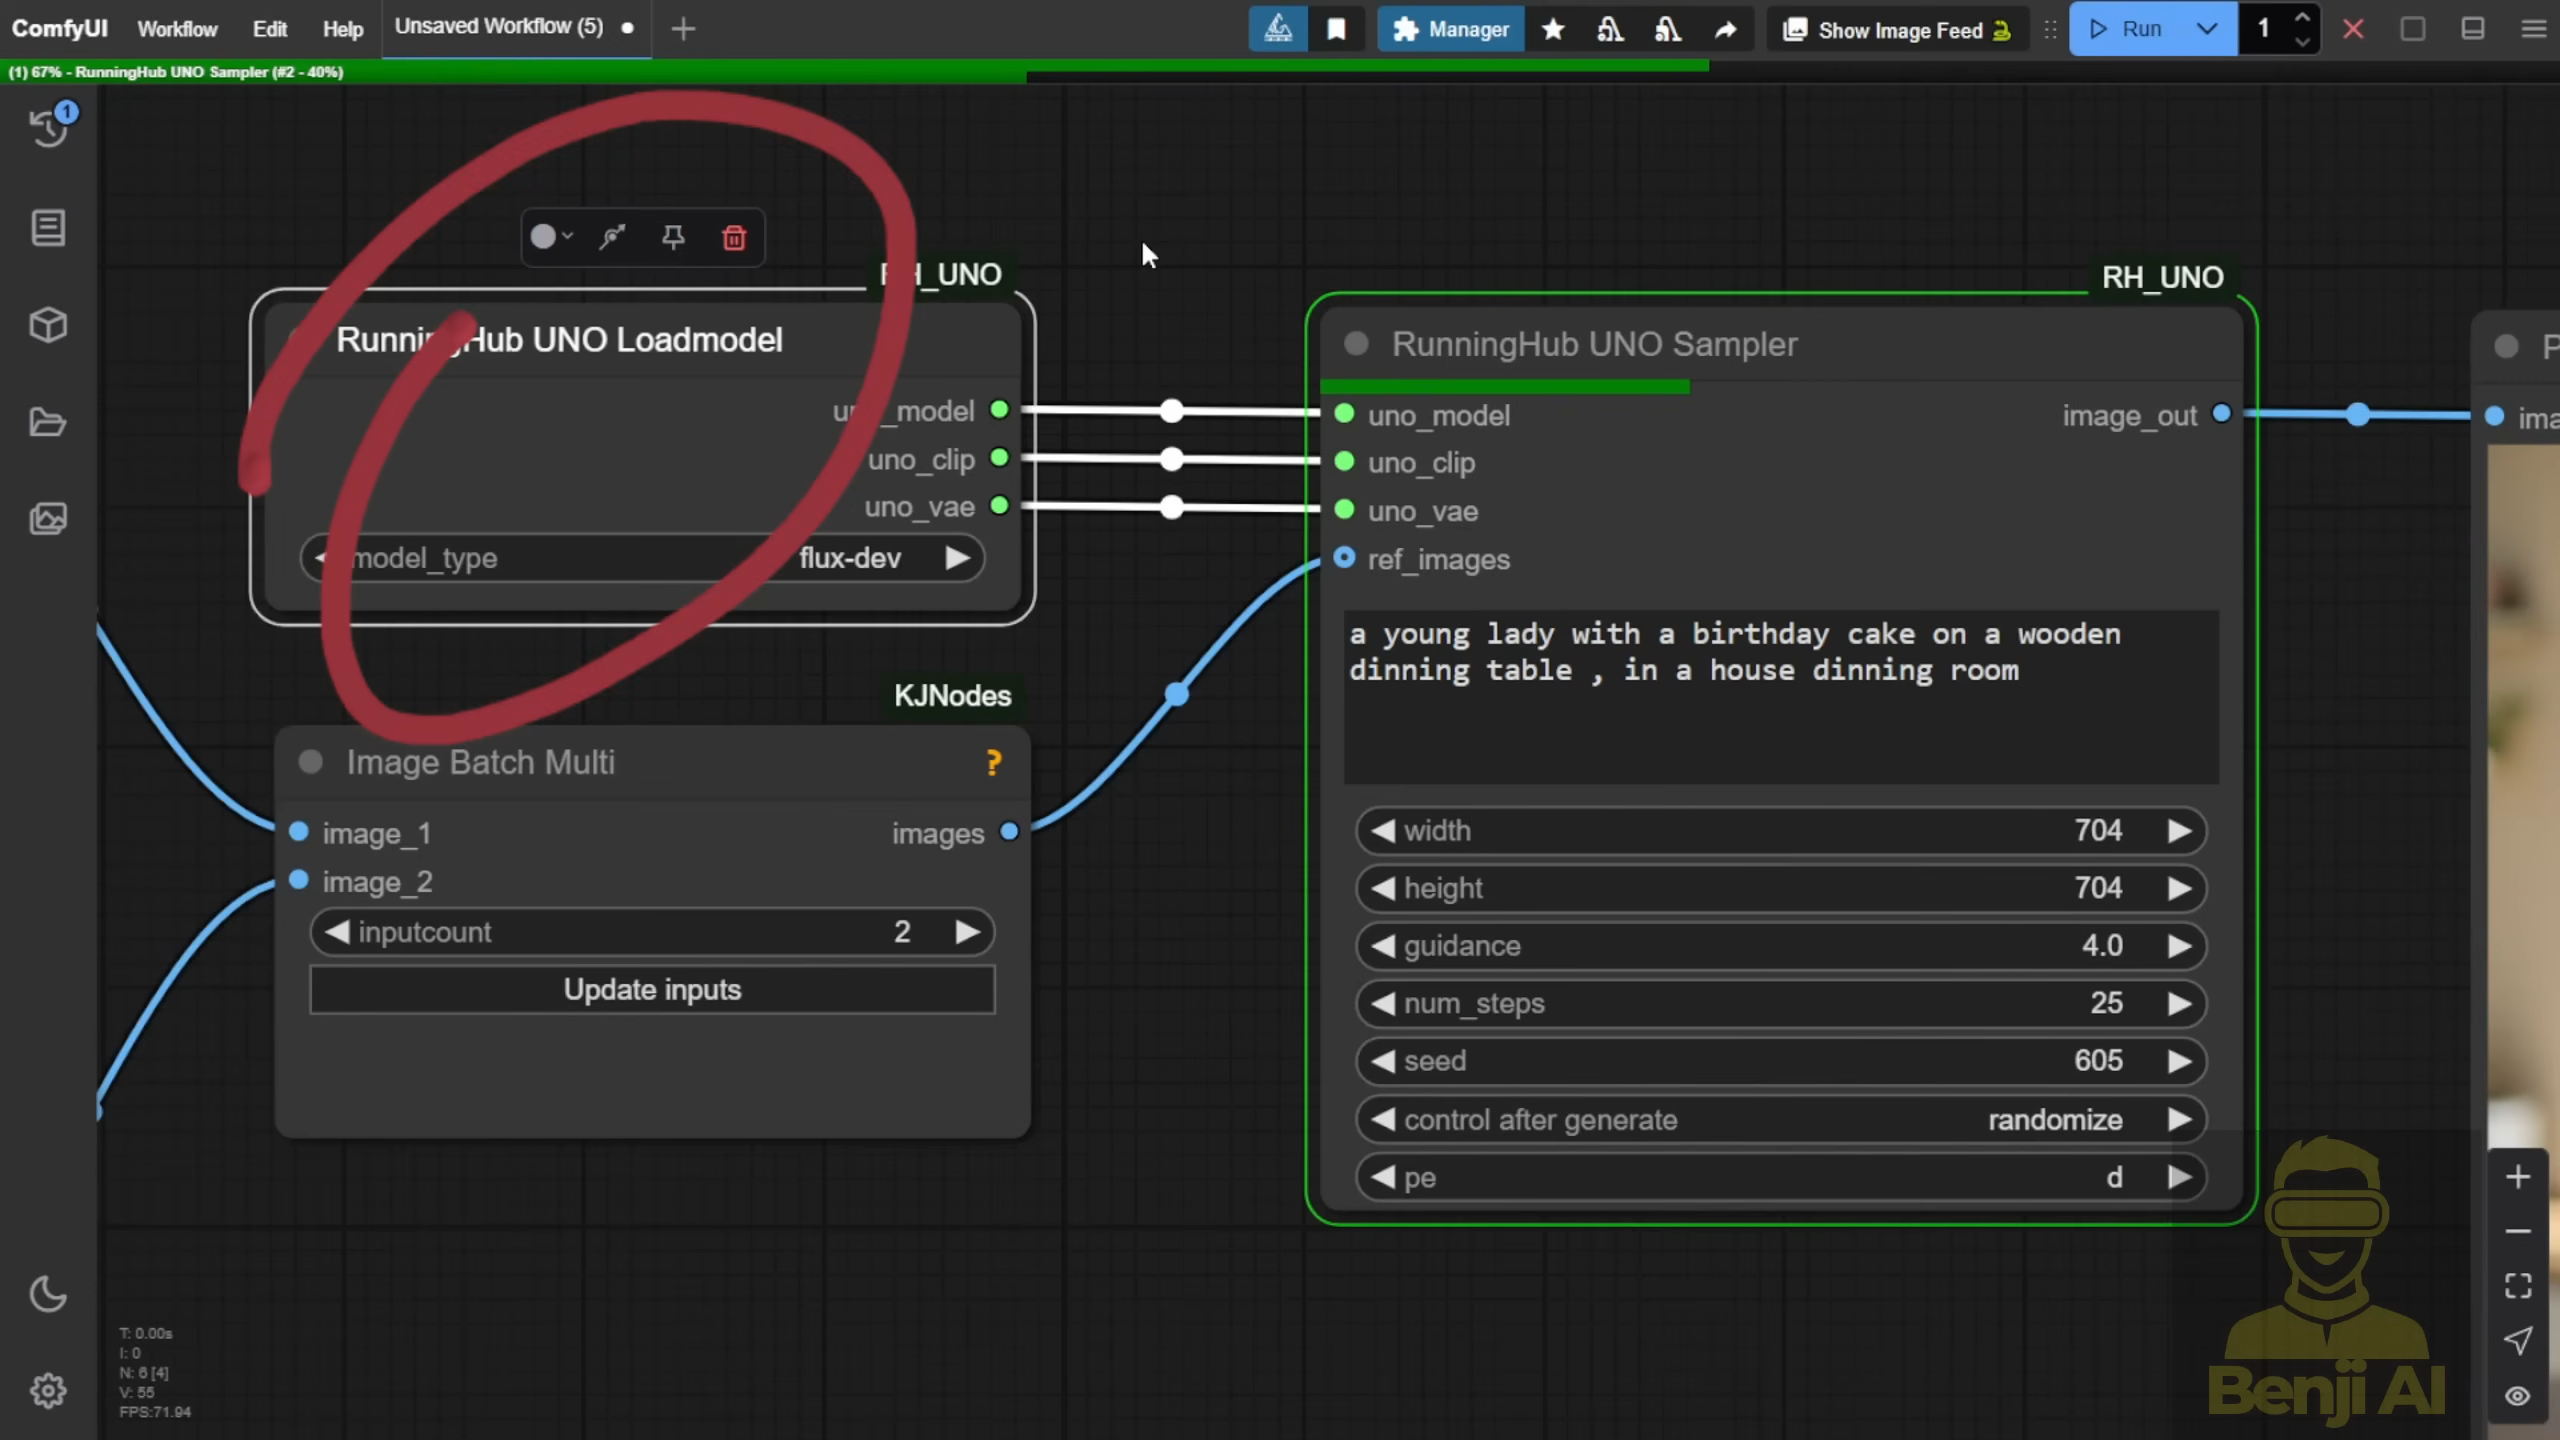 ComfyUI Workflow Edit Help Unsaved Workflow (5) Manager Show Image Feed Run 1
(1) 67% - RunningHub UNO Sampler (#2 - 40%)
1
RH_UNO
RunningHub UNO Loadmodel
uno_model
uno_clip
uno_vae
model_type flux-dev
KJNodes
Image Batch Multi ?
image_1 images
image_2
inputcount 2
Update inputs
RH_UNO
RunningHub UNO Sampler
uno_model image_out
uno_clip
uno_vae
ref_images
a young lady with a birthday cake on a wooden
dinning table , in a house dinning room
width 704
height 704
guidance 4.0
num_steps 25
seed 605
control after generate randomize
pe d
T: 0.00s
I: 0
N: 6 [4]
V: 55
FPS:71.94
Benji AI